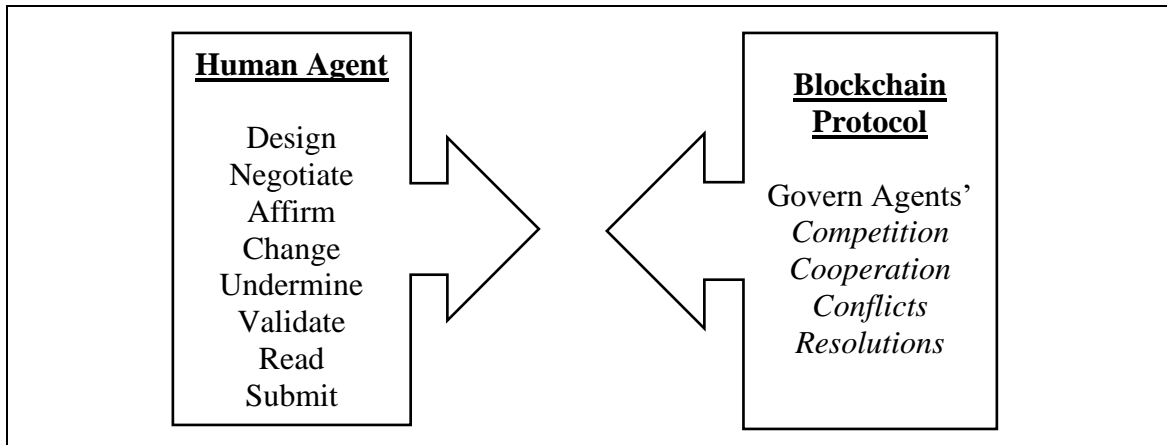 Human Agent
Design
Negotiate
Affirm
Change
Undermine
Validate
Read
Submit
Blockchain
Protocol
Govern Agents’
Competition
Cooperation
Conflicts
Resolutions